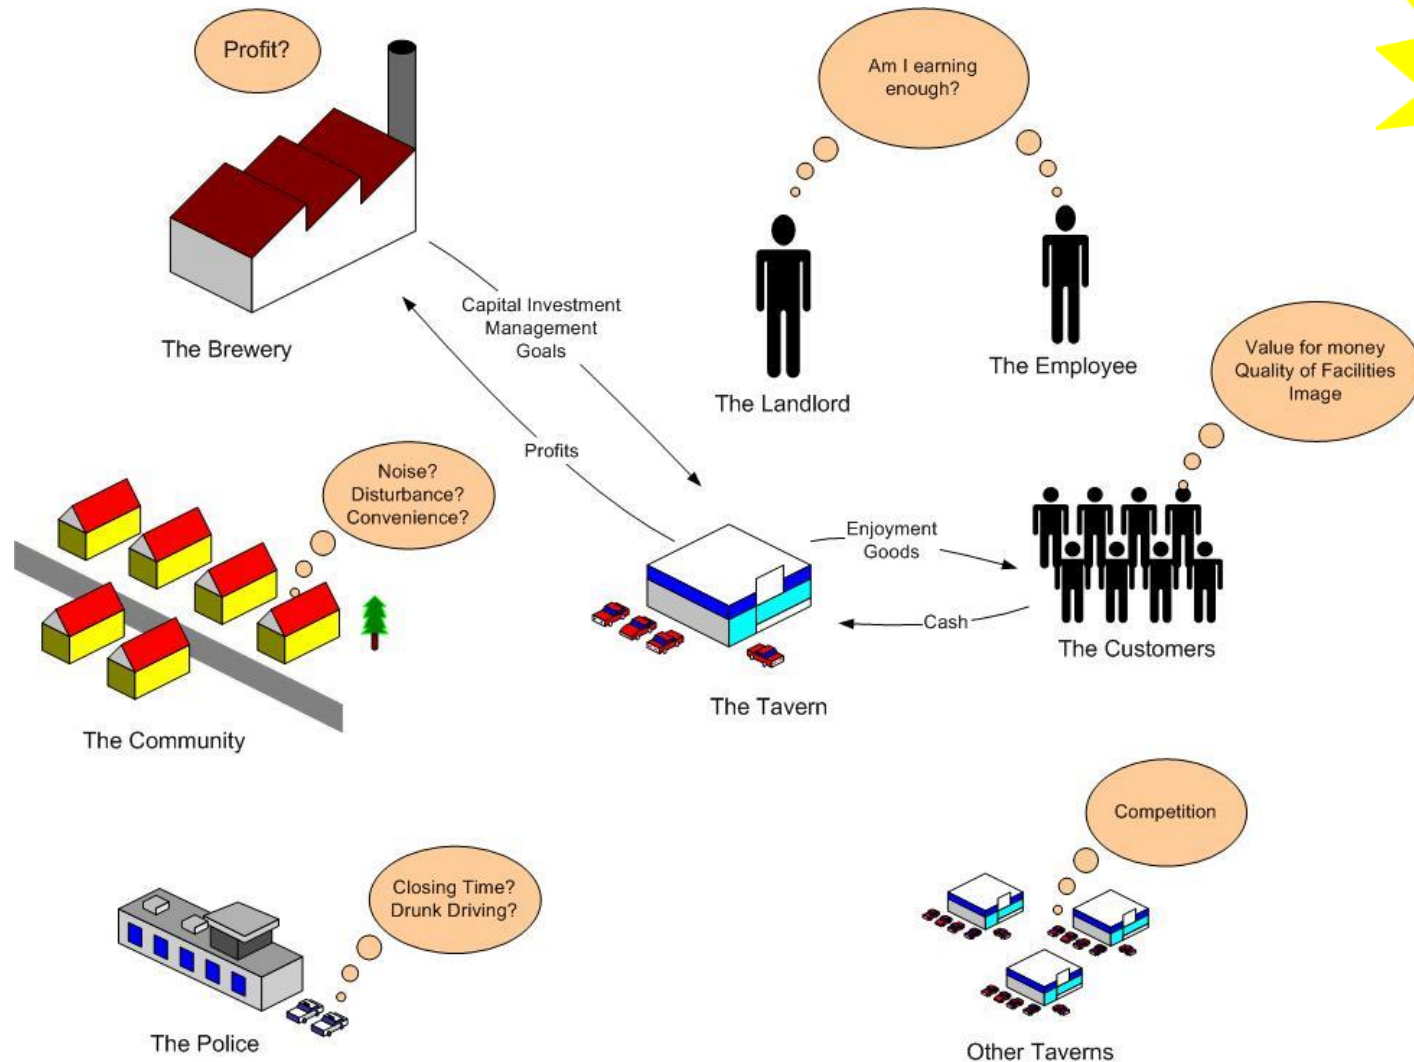 Profit?
Am I earning
enough?
Capital Investment
Management
Goals
The Brewery
The Landlord
The Employee
Value for money
Quality of Facilities
Image
Profits
Noise?
Disturbance?
Convenience?
Enjoyment
Goods
Cash
The Customers
The Tavern
The Community
Competition
Closing Time?
Drunk Driving?
The Police
Other Taverns